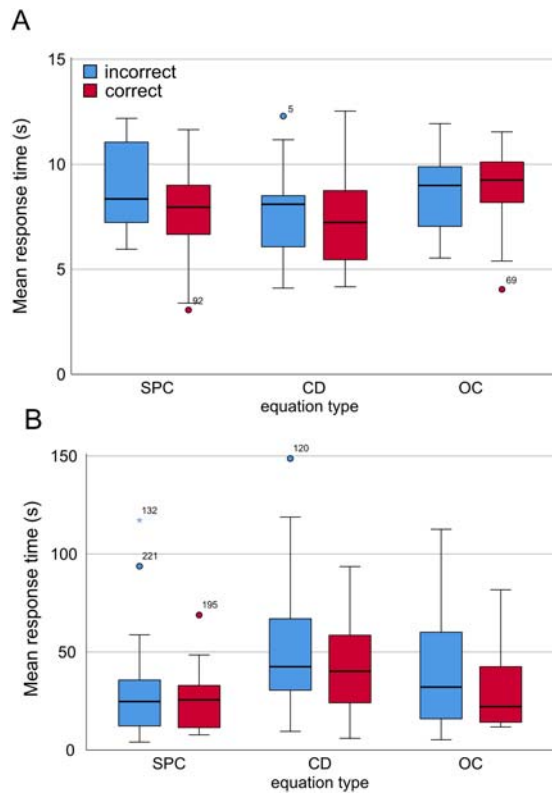 A
15
10
5
0
Mean response time (s)
incorrect
correct
5
92
69
SPC CD OC
equation type
B
150
100
50
0
Mean response time (s)
132
221
195
120
SPC CD OC
equation type